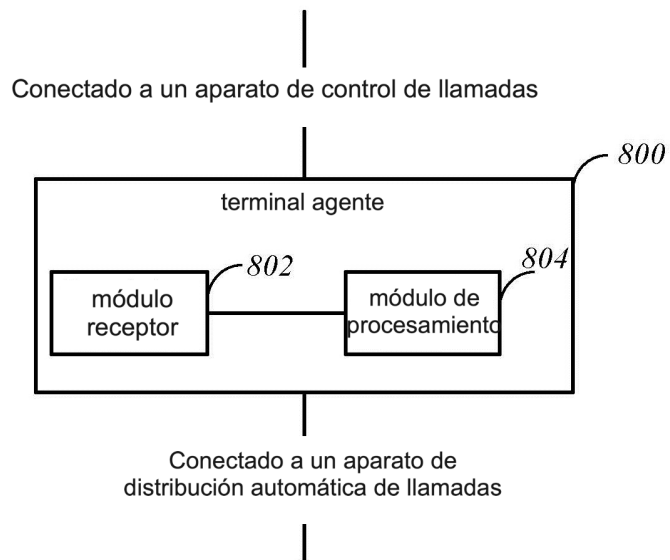 Conectado a un aparato de control de llamadas
800
terminal agente
802
804
módulo
receptor
módulo de
procesamiento
Conectado a un aparato de
distribución automática de llamadas